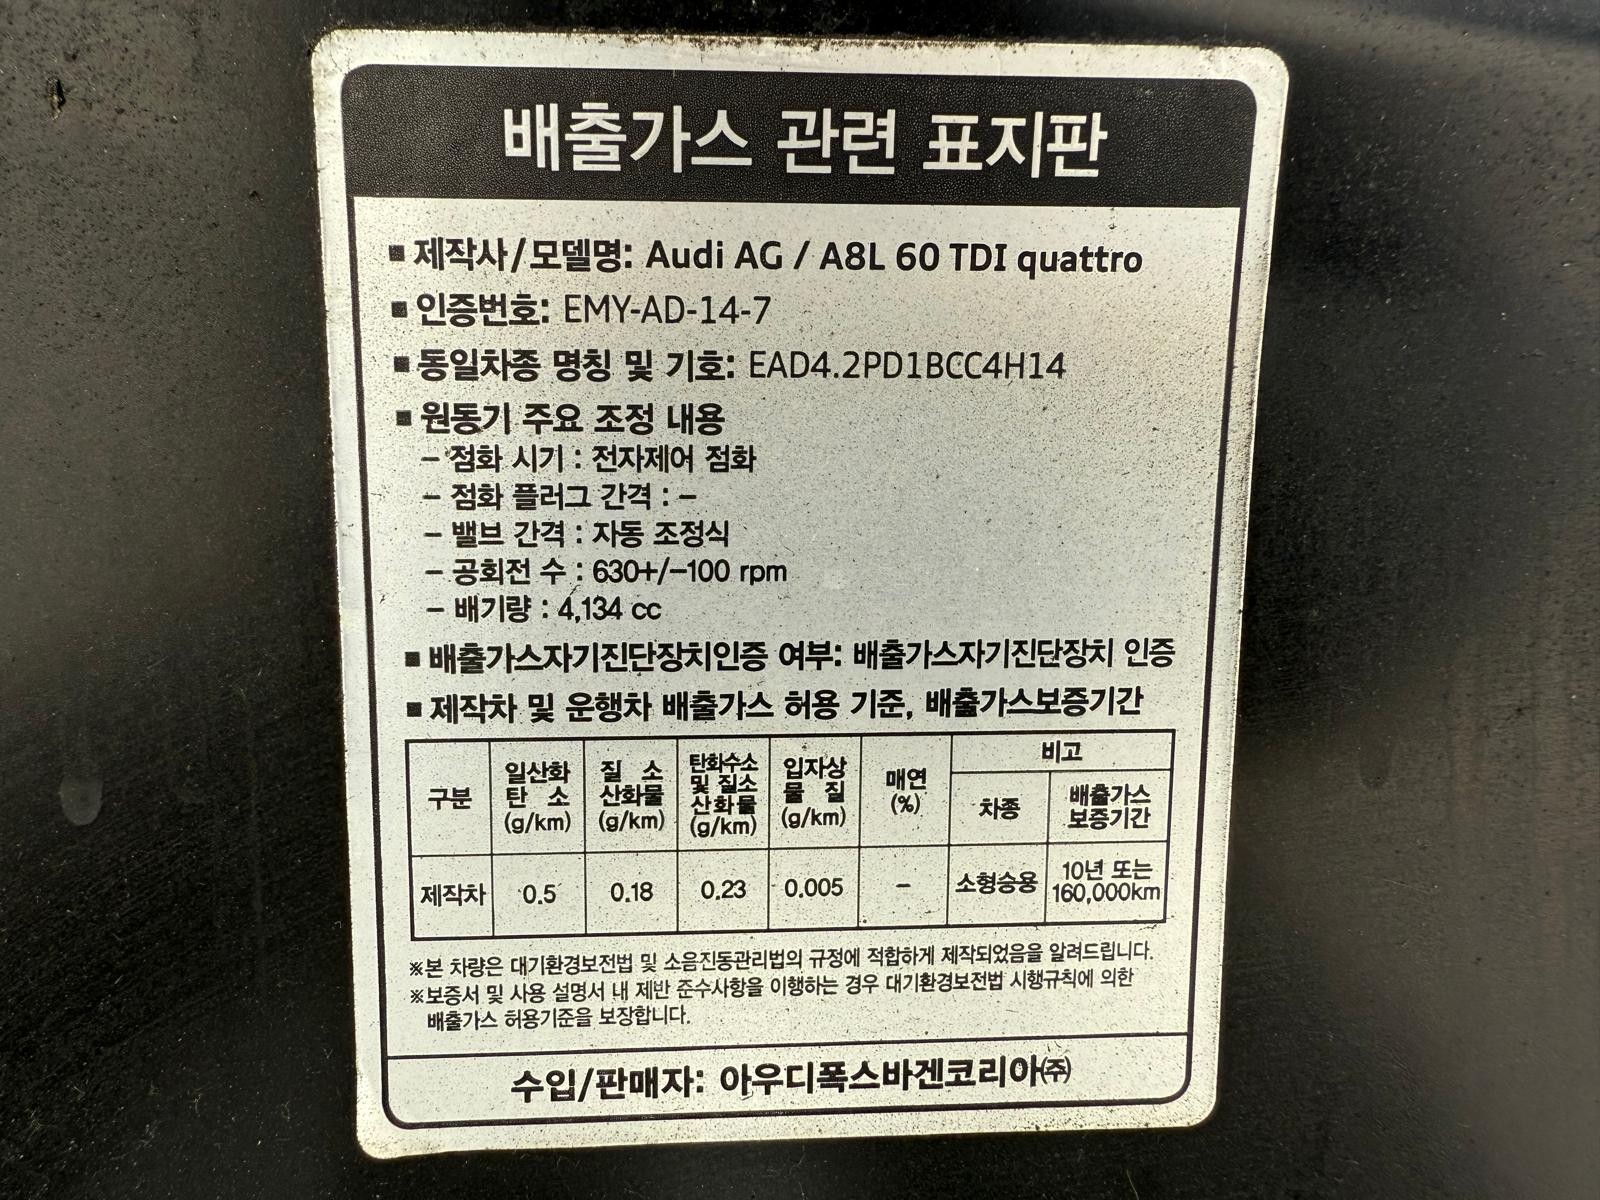 배출가스 관련 표지판
■ 제작사/모델명: Audi AG / A8L 60 TDI quattro
■ 인증번호: EMY-AD-14-7
■ 동일차종 명칭 및 기호: EAD4.2PD1BCC4H14
■ 원동기 주요 조정 내용
– 점화 시기 : 전자제어 점화
– 점화 플러그 간격 : –
– 밸브 간격 : 자동 조정식
– 공회전 수 : 630+/-100 rpm
– 배기량 : 4,134 cc
■ 배출가스자기진단장치인증 여부: 배출가스자기진단장치 인증
■ 제작차 및 운행차 배출가스 허용 기준, 배출가스보증기간
구분
일산화
탄 소
(g/km)
질 소
산화물
(g/km)
탄화수소
및 질소
산화물
(g/km)
입자상
물 질
(g/km)
매연
(%)
비고
차종
배출가스
보증기간
제작차
0.5
0.18
0.23
0.005
–
소형승용
10년 또는
160,000km
※본 차량은 대기환경보전법 및 소음진동관리법의 규정에 적합하게 제작되었음을 알려드립니다.
※보증서 및 사용 설명서 내 제반 준수사항을 이행하는 경우 대기환경보전법 시행규칙에 의한
배출가스 허용기준을 보장합니다.
수입/판매자: 아우디폭스바겐코리아㈜